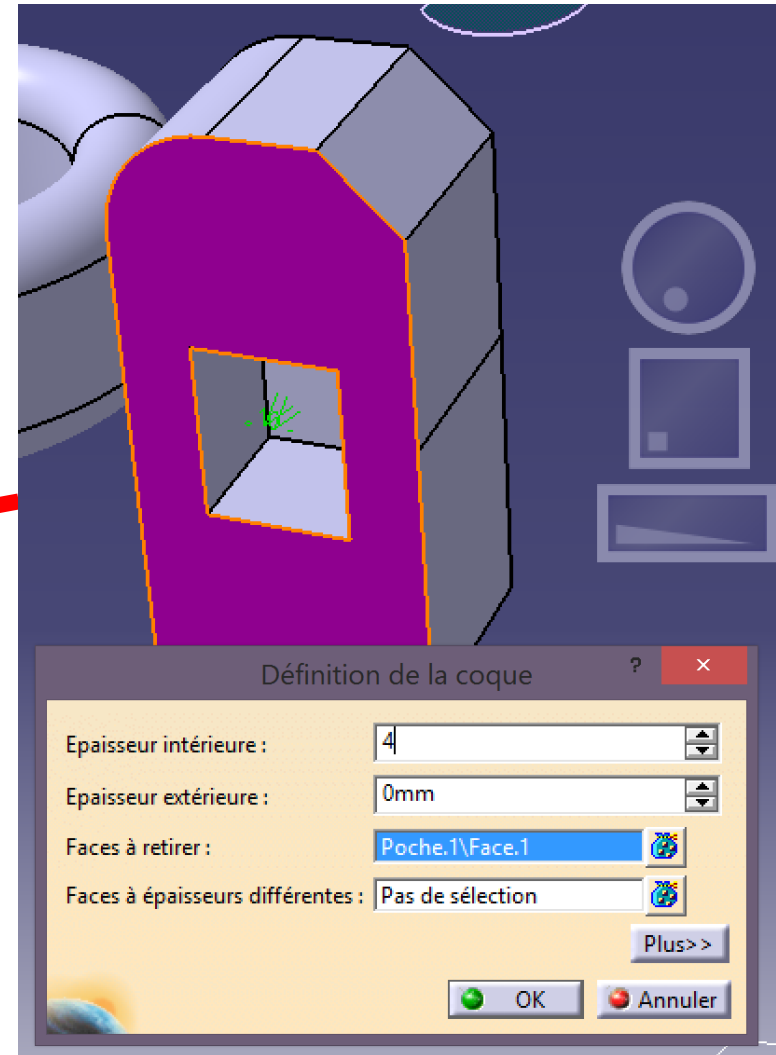 Définition de la coque ? ×
Epaisseur intérieure : 4
Epaisseur extérieure : 0mm
Faces à retirer : Poche.1\Face.1
Faces à épaisseurs différentes : Pas de sélection
Plus>>
OK Annuler